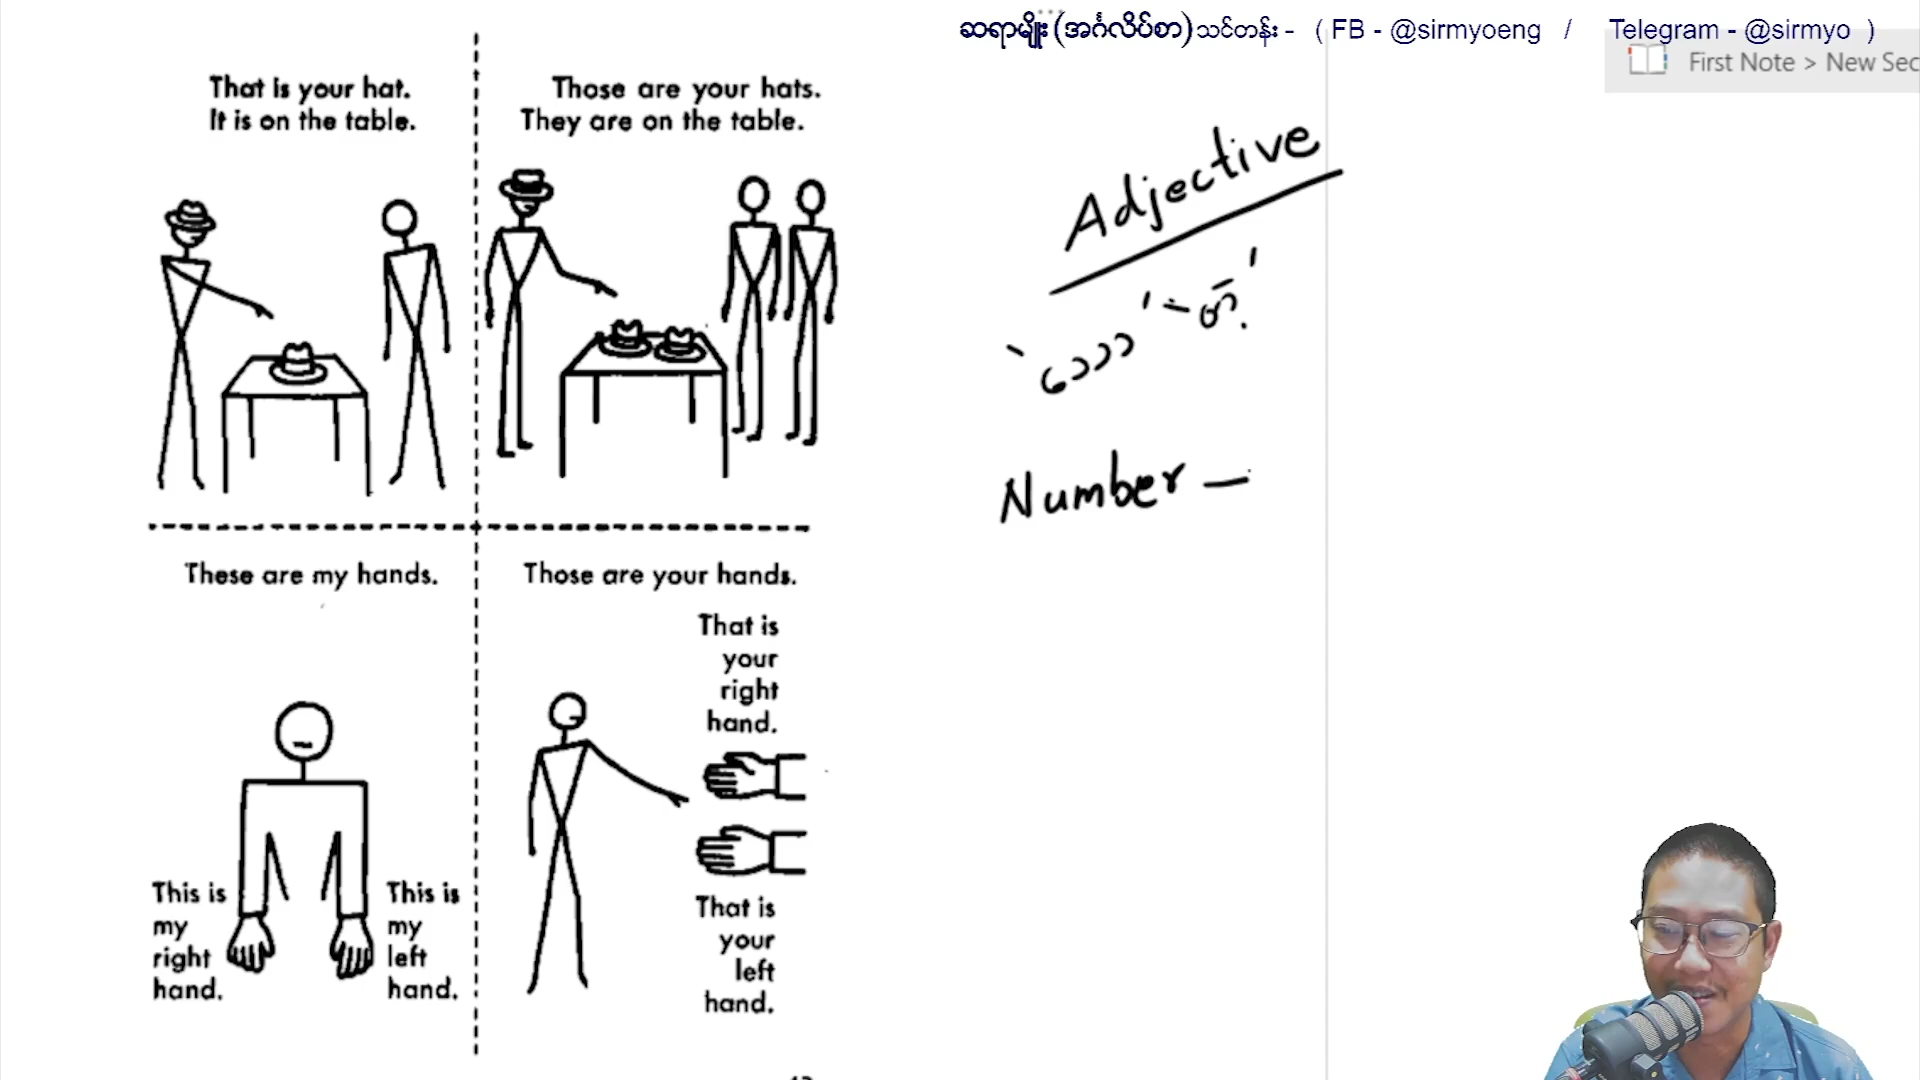 ဆရာမျိုး (အင်္ဂလိပ်စာ) သင်တန်း - ( FB - @sirmyoeng / Telegram - @sirmyo )
First Note > New Sec
That is your hat.
It is on the table.
Those are your hats.
They are on the table.
These are my hands.
This is
my
right
hand.
This is
my
left
hand.
Those are your hands.
That is
your
right
hand.
That is
your
left
hand.
Adjective
Number —